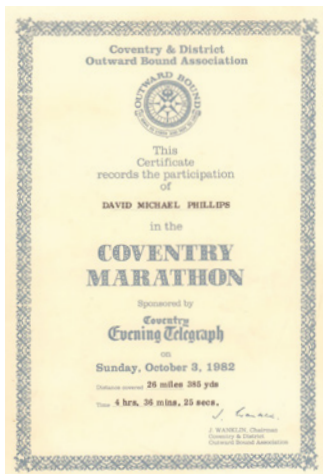 Coventry & District
Outward Bound Association
OUTWARD BOUND
This
Certificate
records the participation
of
DAVID MICHAEL PHILLIPS
in the
COVENTRY
MARATHON
Sponsored by
Coventry
Evening Telegraph
on
Sunday, October 3, 1982
Distance covered 26 miles 385 yds
Time 4 hrs, 36 mins, 25 secs.
J. WANKLIN, Chairman
Coventry & District
Outward Bound Association